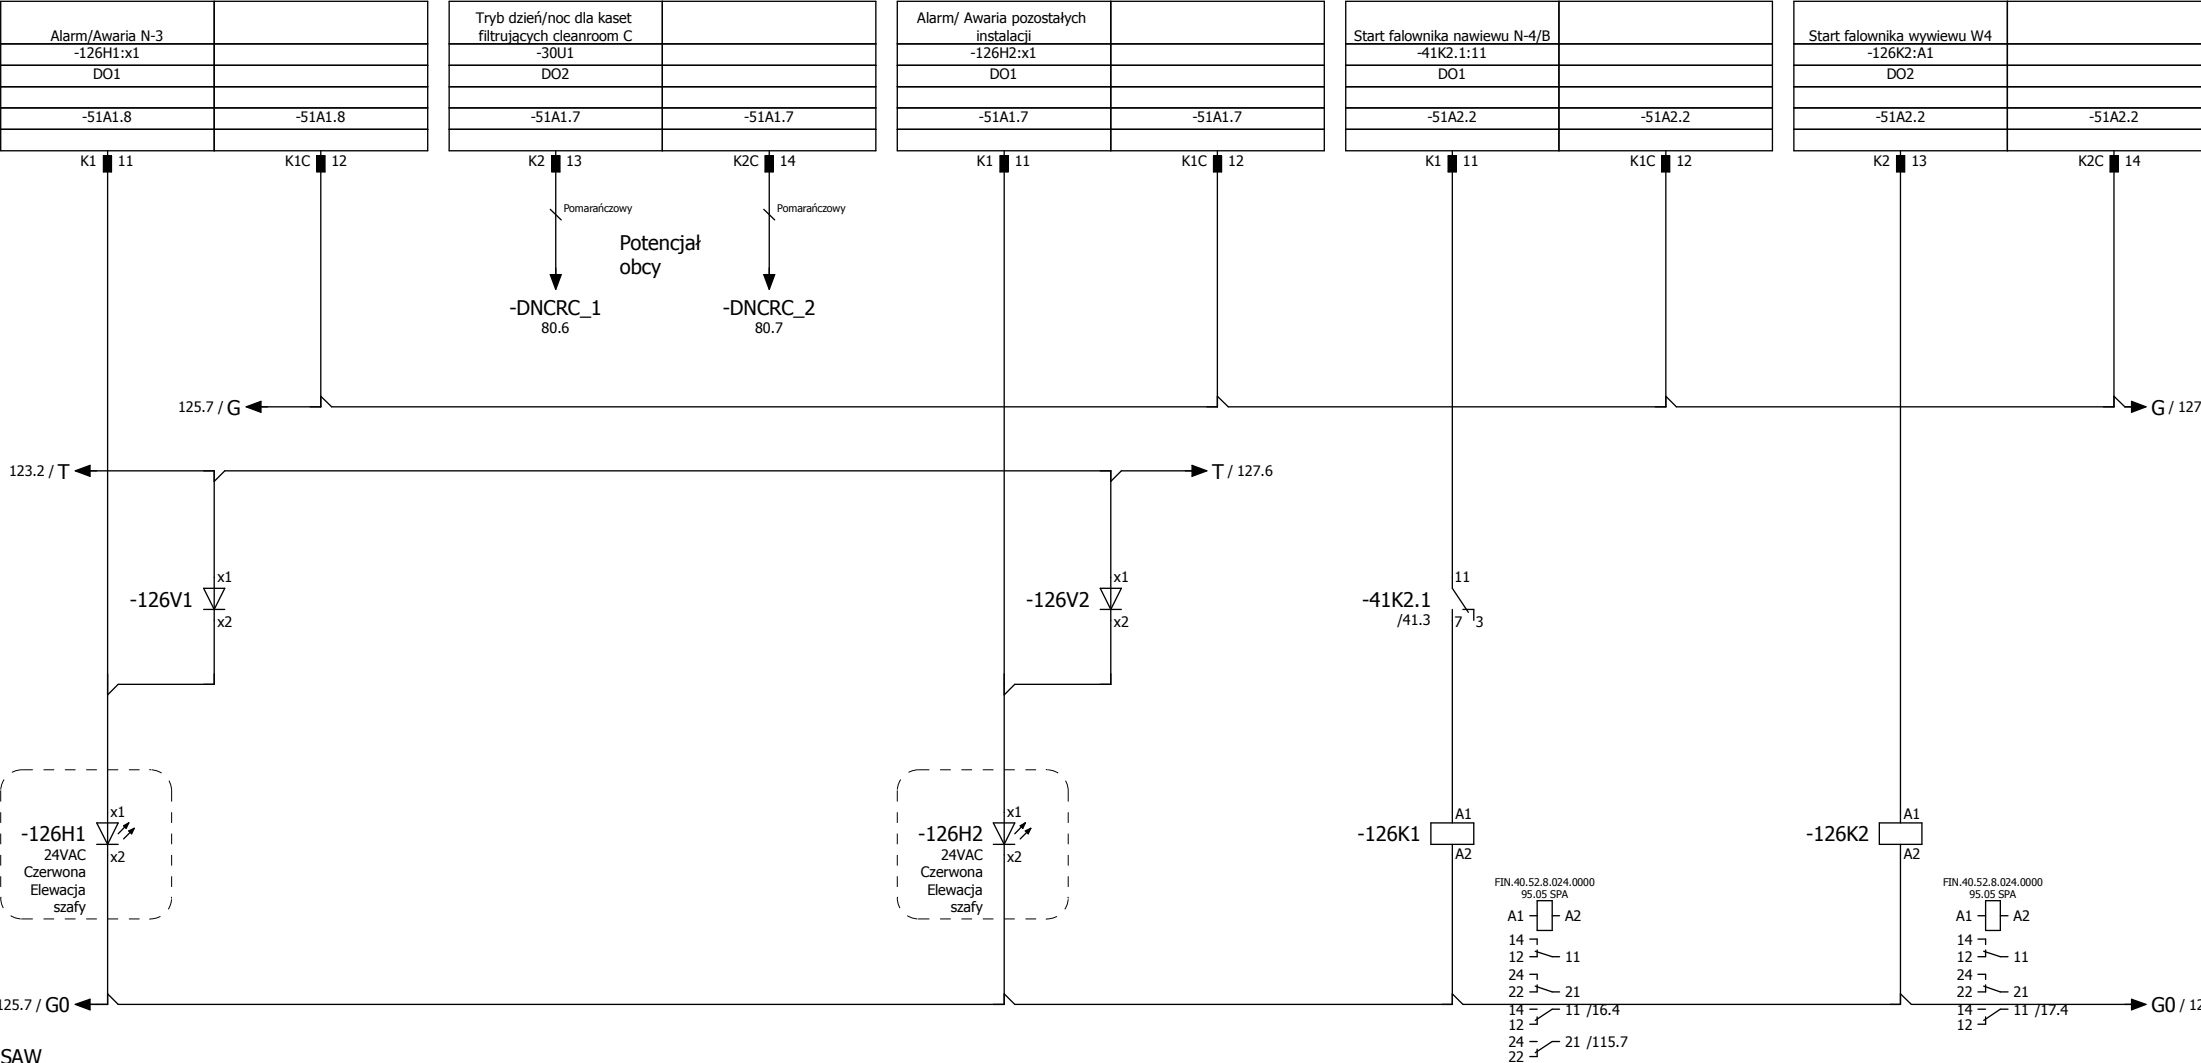 Alarm/Awaria N-3
-126H1:x1
DO1
-51A1.8 -51A1.8
K1 11 K1C 12
Tryb dzień/noc dla kaset
filtrujących cleanroom C
-30U1
DO2
-51A1.7 -51A1.7
K2 13 K2C 14
Alarm/ Awaria pozostałych
instalacji
-126H2:x1
DO1
-51A1.7 -51A1.7
K1 11 K1C 12
Start falownika nawiewu N-4/B
-41K2.1:11
DO1
-51A2.2 -51A2.2
K1 11 K1C 12
Start falownika wywiewu W4
-126K2:A1
DO2
-51A2.2 -51A2.2
K2 13 K2C 14
Pomarańczowy Pomarańczowy
Potencjał
obcy
-DNCRC_1 -DNCRC_2
80.6 80.7
125.7 / G G / 127
123.2 / T T / 127.6
x1
-126V1
x2
x1
-126V2
x2
11
-41K2.1
/41.3 7 3
x1
-126H1
24VAC x2
Czerwona
Elewacja
szafy
x1
-126H2
24VAC x2
Czerwona
Elewacja
szafy
A1
-126K1
A2
A1
-126K2
A2
FIN.40.52.8.024.0000
95.05 SPA
A1 A2
14
12 11
24
22 21
14 11 /16.4
12
24 21 /115.7
22
FIN.40.52.8.024.0000
95.05 SPA
A1 A2
14
12 11
24
22 21
14 11 /17.4
12
125.7 / G0 G0 / 12
SAW